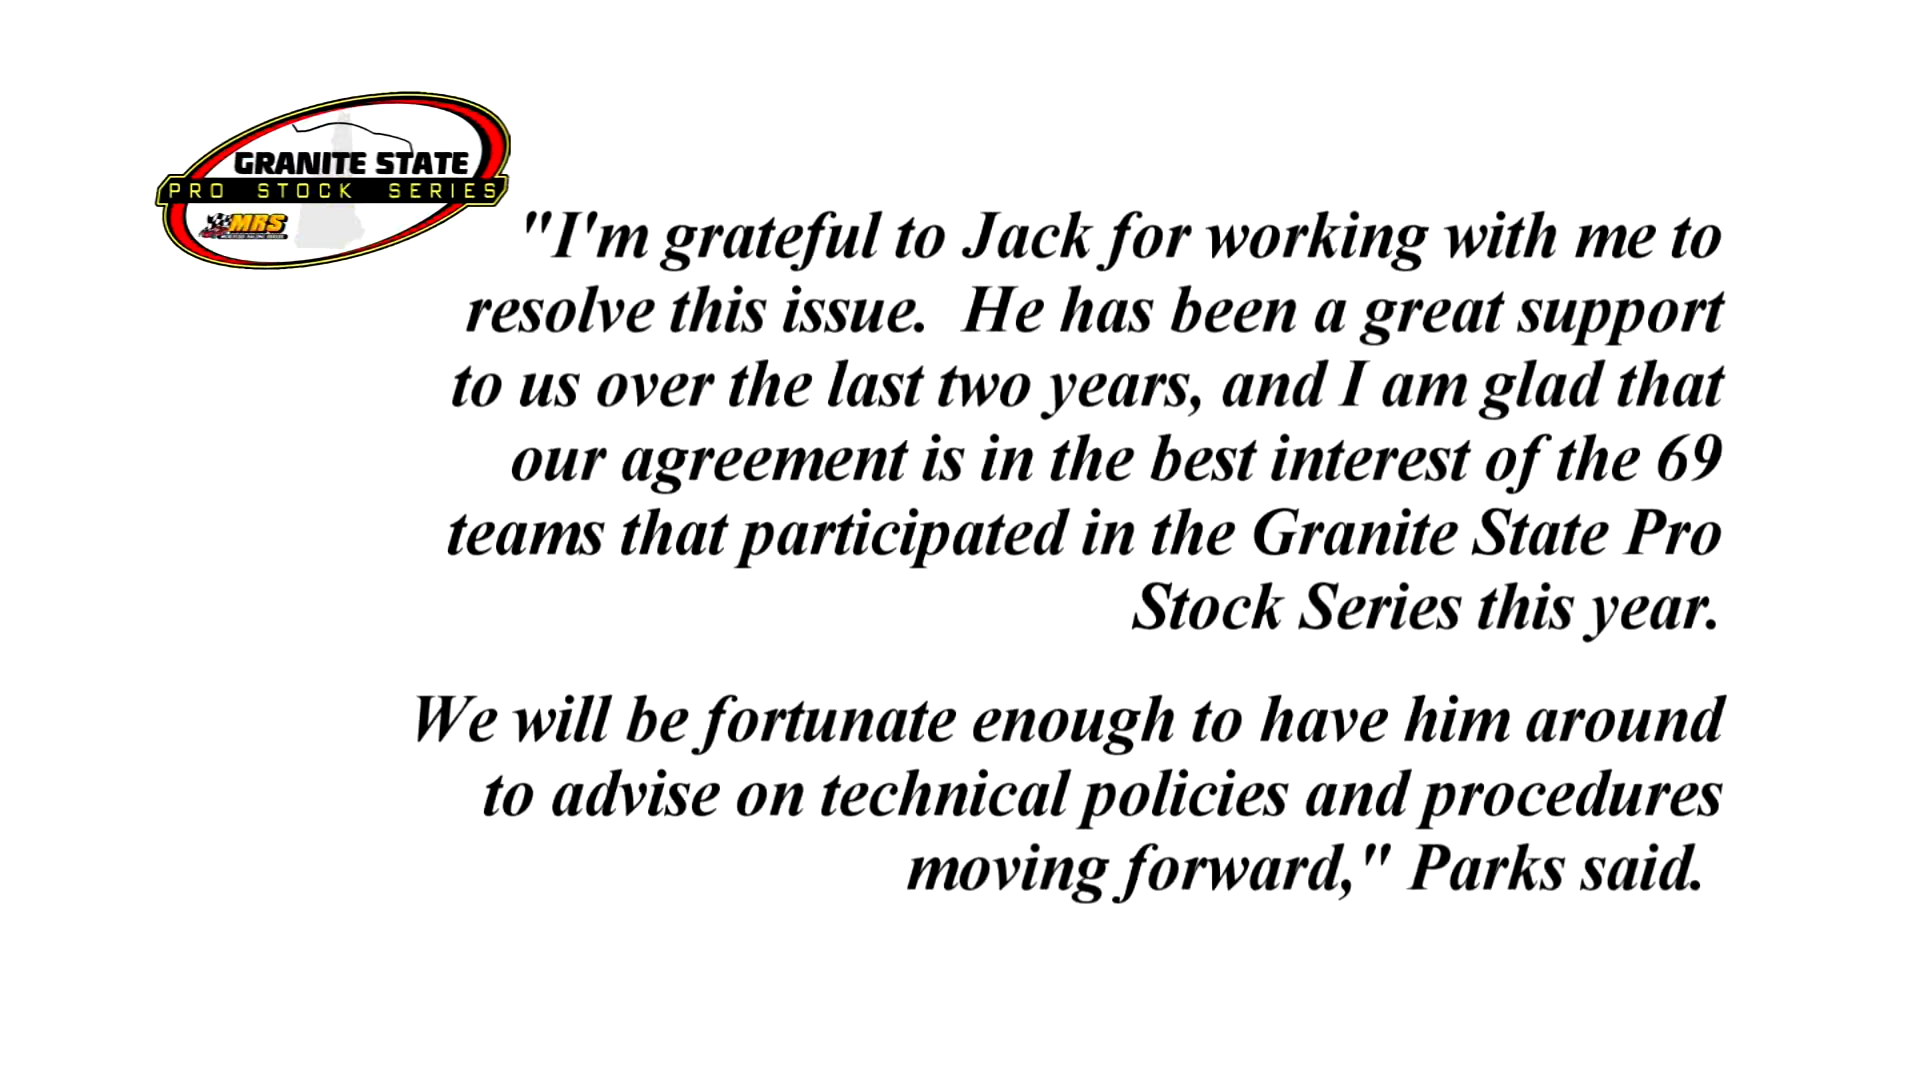 GRANITE STATE
PRO STOCK SERIES
MRS
"I'm grateful to Jack for working with me to
resolve this issue.  He has been a great support
to us over the last two years, and I am glad that
our agreement is in the best interest of the 69
teams that participated in the Granite State Pro
Stock Series this year.
We will be fortunate enough to have him around
to advise on technical policies and procedures
moving forward," Parks said.